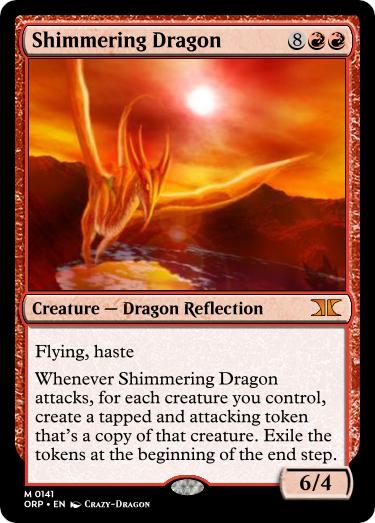 Shimmering Dragon 8
Creature — Dragon Reflection
Flying, haste
Whenever Shimmering Dragon
attacks, for each creature you control,
create a tapped and attacking token
that's a copy of that creature. Exile the
tokens at the beginning of the end step.
6/4
M 0141
ORP • EN Crazy-Dragon